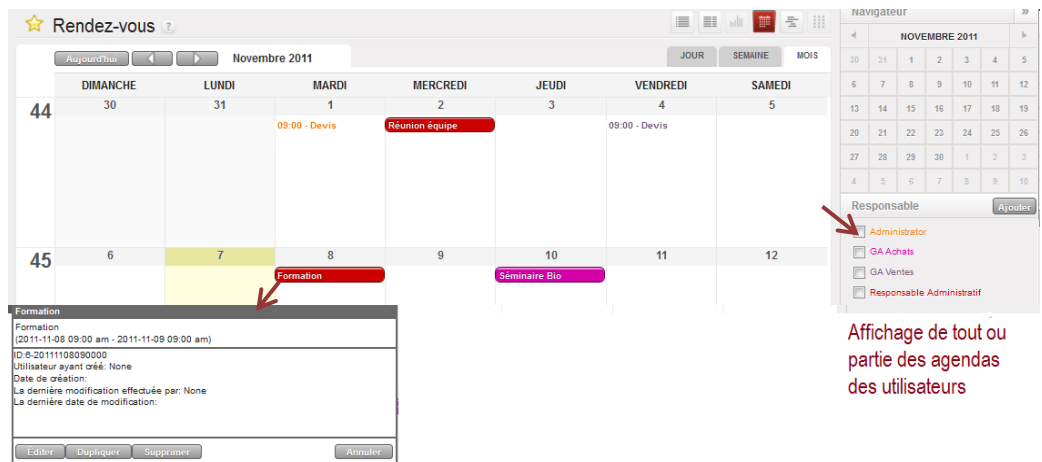 Rendez-vous ?
Aujourd'hui Novembre 2011 JOUR SEMAINE MOIS
DIMANCHE LUNDI MARDI MERCREDI JEUDI VENDREDI SAMEDI
44 30 31 1 2 3 4 5
09:00 - Devis Réunion équipe 09:00 - Devis
45 6 7 8 9 10 11 12
Formation Séminaire Bio
Formation
Formation
(2011-11-08 09:00 am - 2011-11-09 09:00 am)
ID:6-20111108090000
Utilisateur ayant créé: None
Date de création:
La dernière modification effectuée par: None
La dernière date de modification:
Editer Dupliquer Supprimer Annuler
Navigateur »
NOVEMBRE 2011
30 31 1 2 3 4 5
6 7 8 9 10 11 12
13 14 15 16 17 18 19
20 21 22 23 24 25 26
27 28 29 30 1 2 3
4 5 6 7 8 9 10
Responsable Ajouter
Administrator
GA Achats
GA Ventes
Responsable Administratif
Affichage de tout ou
partie des agendas
des utilisateurs